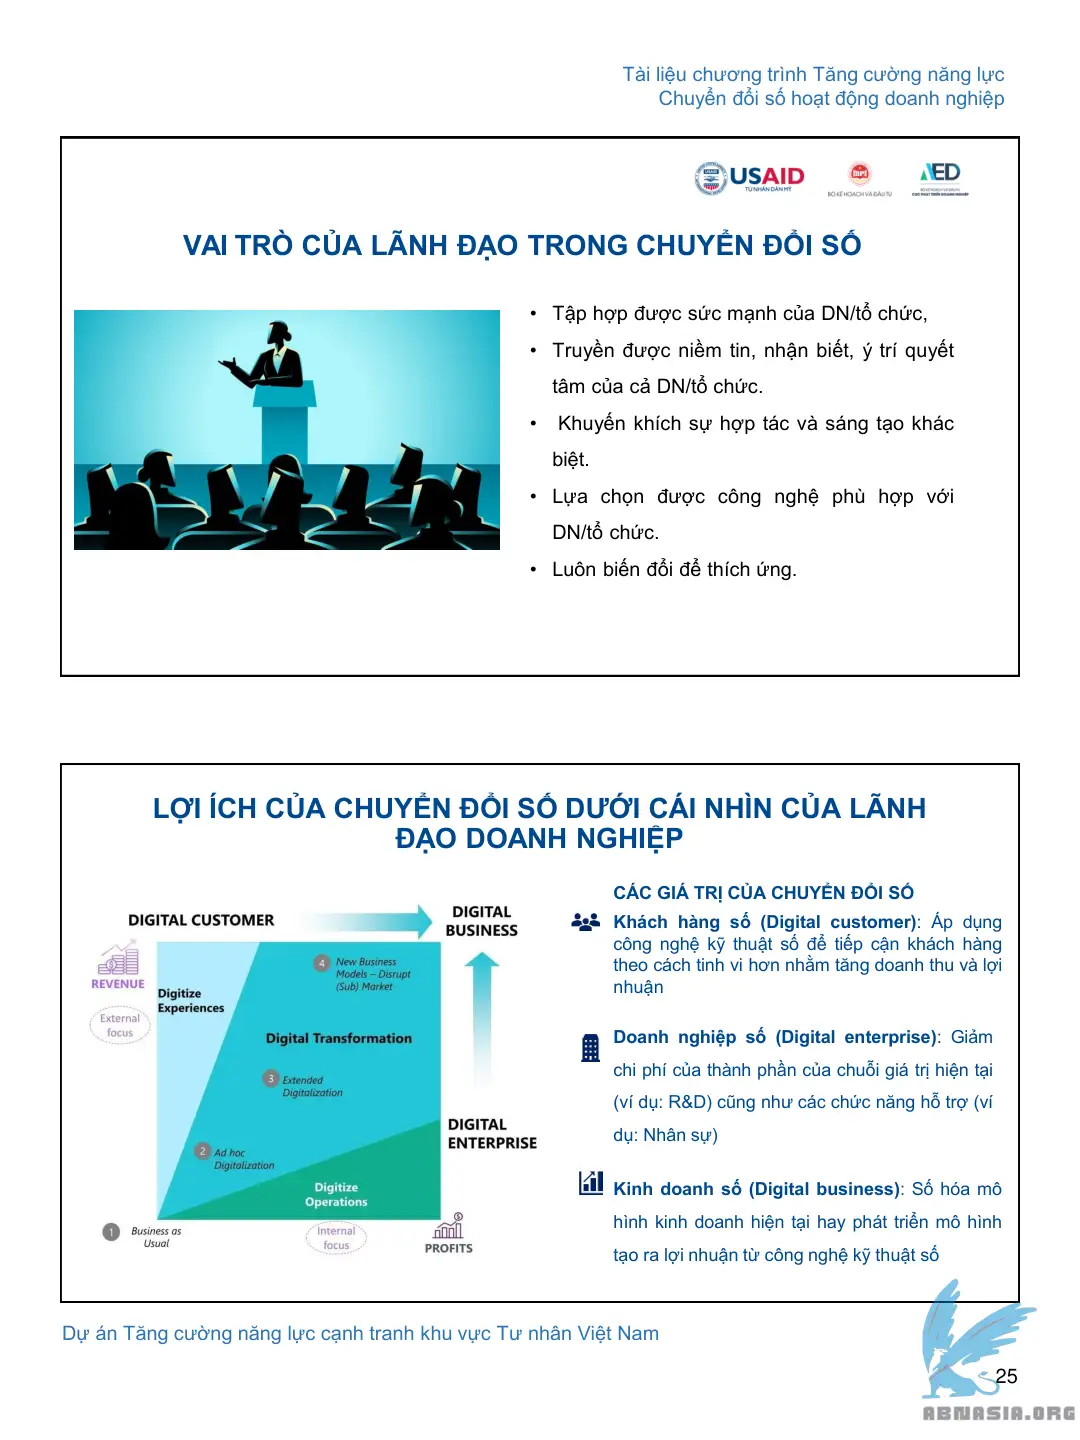 Tài liệu chương trình Tăng cường năng lực
Chuyển đổi số hoạt động doanh nghiệp
USAID
TỪ NHÂN DÂN MỸ
BỘ KẾ HOẠCH VÀ ĐẦU TƯ
AED
BỘ KẾ HOẠCH VÀ ĐẦU TƯ
CỤC PHÁT TRIỂN DOANH NGHIỆP
VAI TRÒ CỦA LÃNH ĐẠO TRONG CHUYỂN ĐỔI SỐ
• Tập hợp được sức mạnh của DN/tổ chức,
• Truyền được niềm tin, nhận biết, ý trí quyết
tâm của cả DN/tổ chức.
• Khuyến khích sự hợp tác và sáng tạo khác
biệt.
• Lựa chọn được công nghệ phù hợp với
DN/tổ chức.
• Luôn biến đổi để thích ứng.
LỢI ÍCH CỦA CHUYỂN ĐỔI SỐ DƯỚI CÁI NHÌN CỦA LÃNH
ĐẠO DOANH NGHIỆP
DIGITAL CUSTOMER
DIGITAL
BUSINESS
REVENUE
External
focus
Digitize
Experiences
4 New Business
Models – Disrupt
(Sub) Market
Digital Transformation
3 Extended
Digitalization
DIGITAL
ENTERPRISE
2 Ad hoc
Digitalization
Digitize
Operations
1 Business as
Usual
Internal
focus
PROFITS
CÁC GIÁ TRỊ CỦA CHUYỂN ĐỔI SỐ
Khách hàng số (Digital customer): Áp dụng
công nghệ kỹ thuật số để tiếp cận khách hàng
theo cách tinh vi hơn nhằm tăng doanh thu và lợi
nhuận
Doanh nghiệp số (Digital enterprise): Giảm
chi phí của thành phần của chuỗi giá trị hiện tại
(ví dụ: R&D) cũng như các chức năng hỗ trợ (ví
dụ: Nhân sự)
Kinh doanh số (Digital business): Số hóa mô
hình kinh doanh hiện tại hay phát triển mô hình
tạo ra lợi nhuận từ công nghệ kỹ thuật số
Dự án Tăng cường năng lực cạnh tranh khu vực Tư nhân Việt Nam
25
ABNASIA.ORG